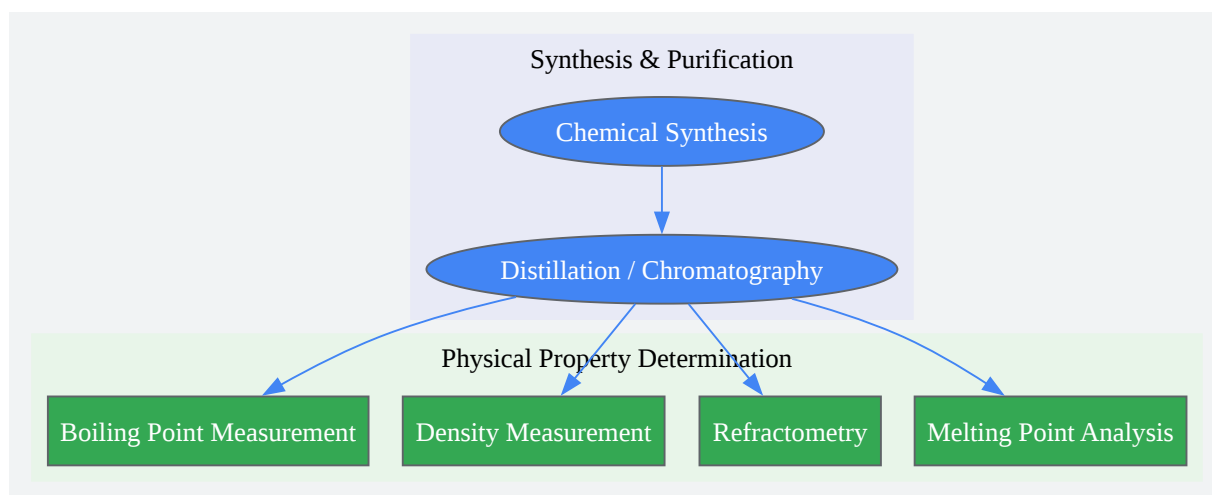 Synthesis & Purification
Chemical Synthesis
Distillation / Chromatography
Physical Property Determination
Boiling Point Measurement
Density Measurement
Refractometry
Melting Point Analysis